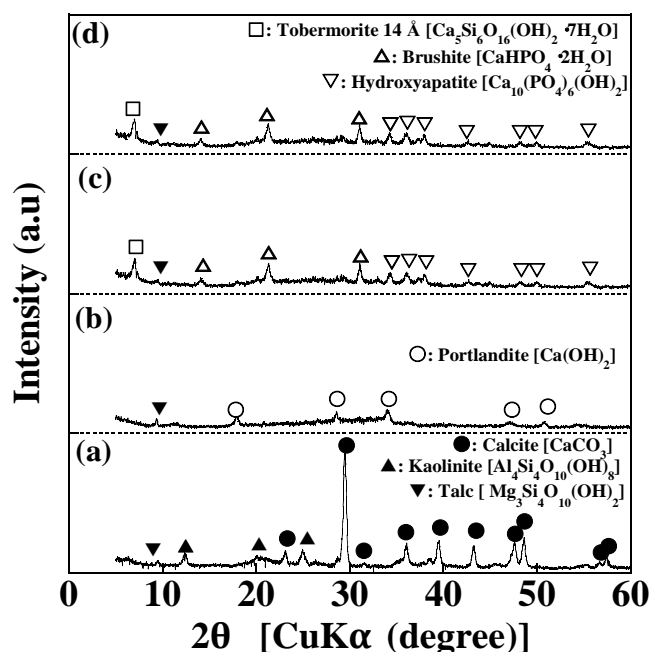 (d)
□: Tobermorite 14 Å [Ca5Si6O16(OH)2 ·7H2O]
△: Brushite [CaHPO4 ·2H2O]
▽: Hydroxyapatite [Ca10(PO4)6(OH)2]
(c)
(b)
○: Portlandite [Ca(OH)2]
(a)
●: Calcite [CaCO3]
▲: Kaolinite [Al4Si4O10(OH)8]
▼: Talc [ Mg3Si4O10(OH)2]
Intensity (a.u)
0 10 20 30 40 50 60
2θ [CuKα (degree)]